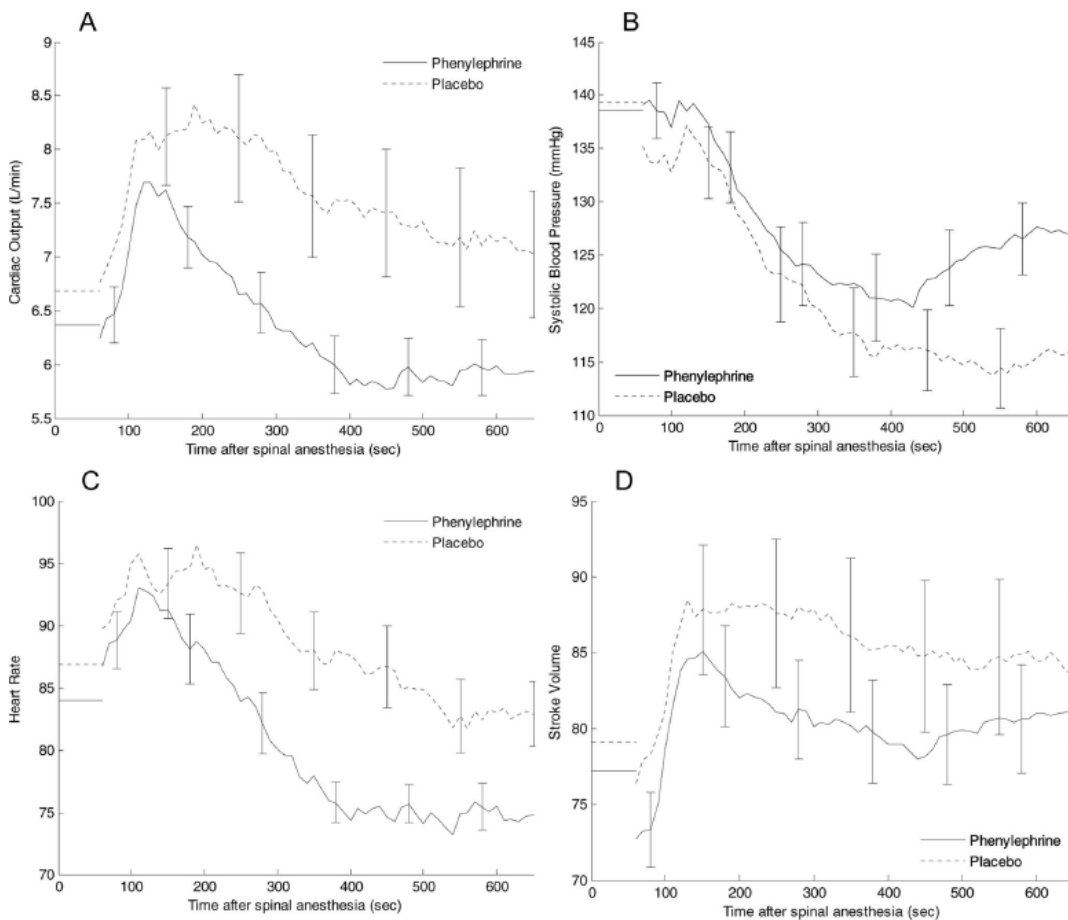 A
Cardiac Output (L/min)
9
8.5
8
7.5
7
6.5
6
5.5
0 100 200 300 400 500 600
Time after spinal anesthesia (sec)
Phenylephrine
Placebo
B
Systolic Blood Pressure (mmHg)
145
140
135
130
125
120
115
110
0 100 200 300 400 500 600
Time after spinal anesthesia (sec)
Phenylephrine
Placebo
C
Heart Rate
100
95
90
85
80
75
70
0 100 200 300 400 500 600
Time after spinal anesthesia (sec)
Phenylephrine
Placebo
D
Stroke Volume
95
90
85
80
75
70
0 100 200 300 400 500 600
Time after spinal anesthesia (sec)
Phenylephrine
Placebo